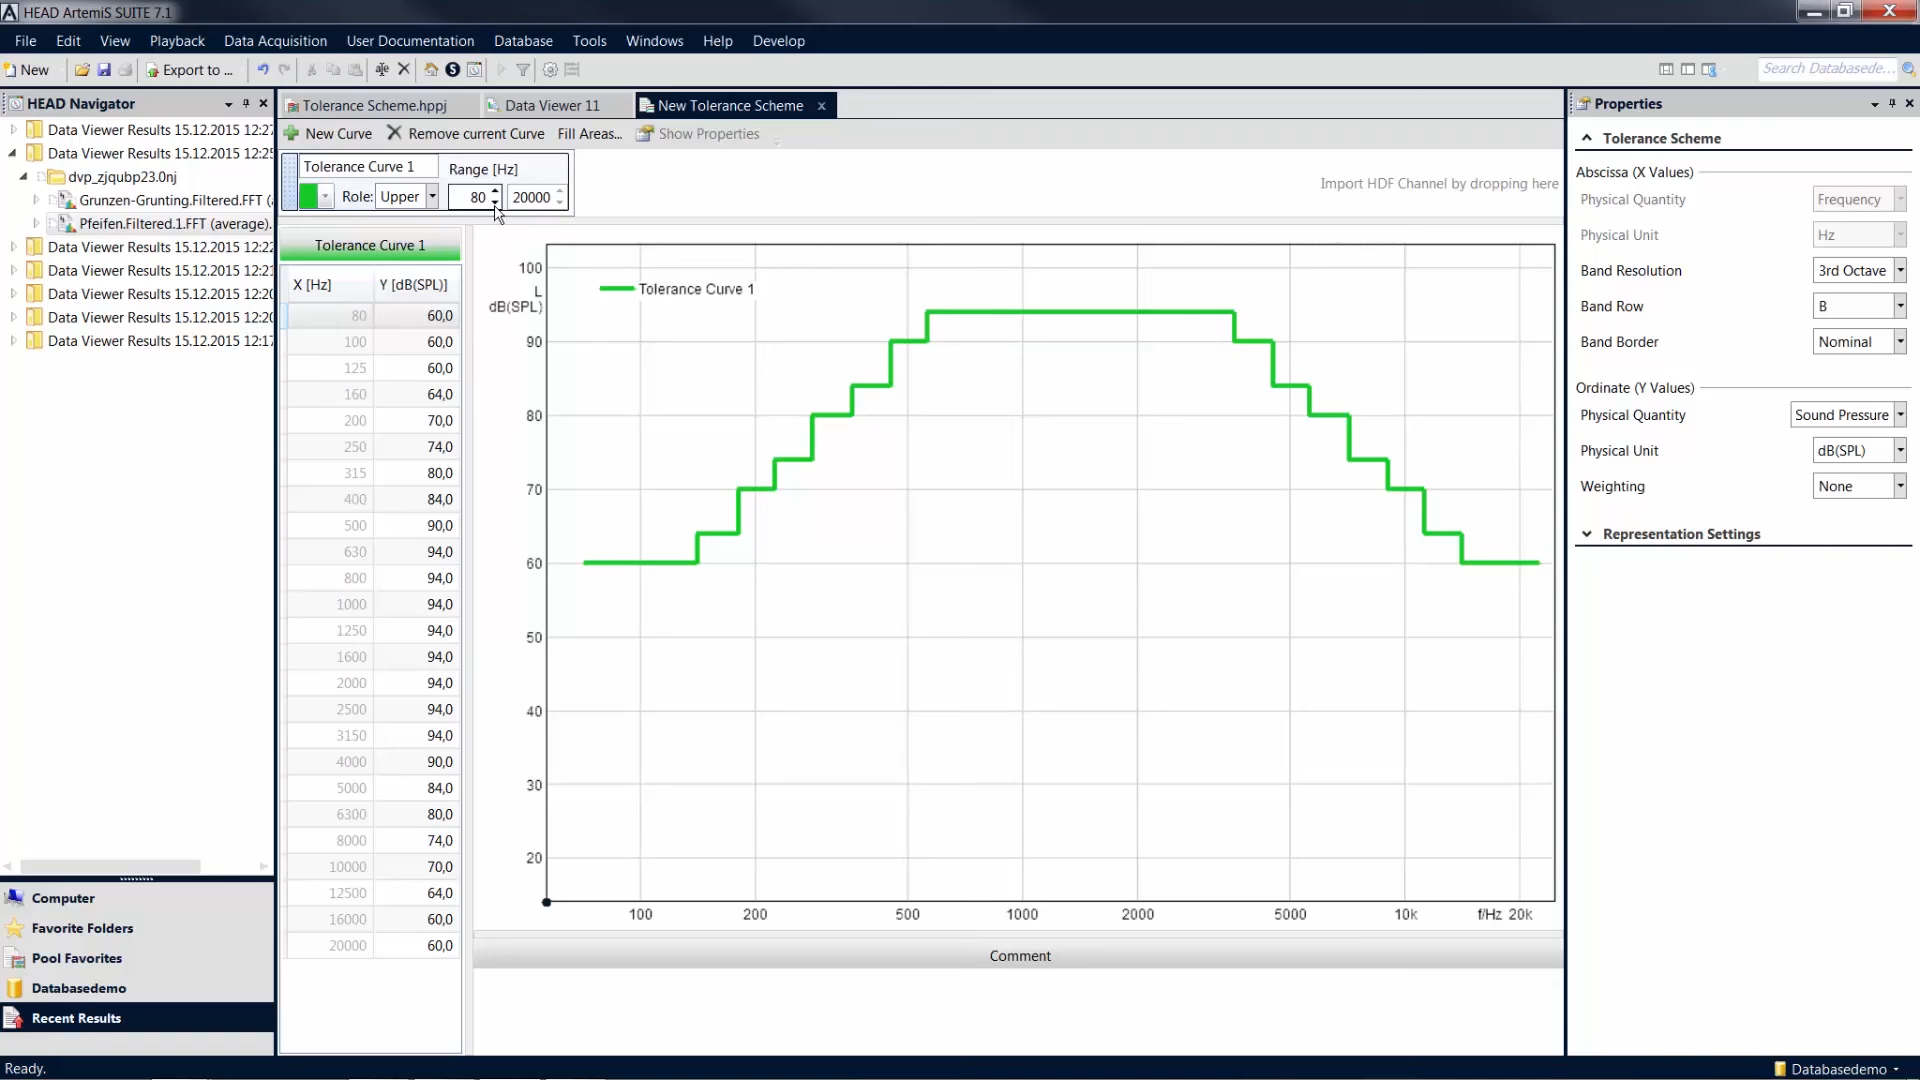 HEAD ArtemiS SUITE 7.1
File Edit View Playback Data Acquisition User Documentation Database Tools Windows Help Develop
New Export to ... Search Databasede...
HEAD Navigator
Data Viewer Results 15.12.2015 12:27
Data Viewer Results 15.12.2015 12:25
dvp_zjqubp23.0nj
Grunzen-Grunting.Filtered.FFT (a
Pfeifen.Filtered.1.FFT (average).
Data Viewer Results 15.12.2015 12:22
Data Viewer Results 15.12.2015 12:21
Data Viewer Results 15.12.2015 12:20
Data Viewer Results 15.12.2015 12:20
Data Viewer Results 15.12.2015 12:17
Computer
Favorite Folders
Pool Favorites
Databasedemo
Recent Results
Tolerance Scheme.hppj Data Viewer 11 New Tolerance Scheme x
New Curve Remove current Curve Fill Areas... Show Properties
Tolerance Curve 1 Range [Hz]
Role: Upper 80 20000
Import HDF Channel by dropping here
Tolerance Curve 1
X [Hz] Y [dB(SPL)]
80 60,0
100 60,0
125 60,0
160 64,0
200 70,0
250 74,0
315 80,0
400 84,0
500 90,0
630 94,0
800 94,0
1000 94,0
1250 94,0
1600 94,0
2000 94,0
2500 94,0
3150 94,0
4000 90,0
5000 84,0
6300 80,0
8000 74,0
10000 70,0
12500 64,0
16000 60,0
20000 60,0
100
L
dB(SPL)
90
80
70
60
50
40
30
20
Tolerance Curve 1
100 200 500 1000 2000 5000 10k f/Hz 20k
Comment
Properties
Tolerance Scheme
Abscissa (X Values)
Physical Quantity Frequency
Physical Unit Hz
Band Resolution 3rd Octave
Band Row B
Band Border Nominal
Ordinate (Y Values)
Physical Quantity Sound Pressure
Physical Unit dB(SPL)
Weighting None
Representation Settings
Ready. Databasedemo